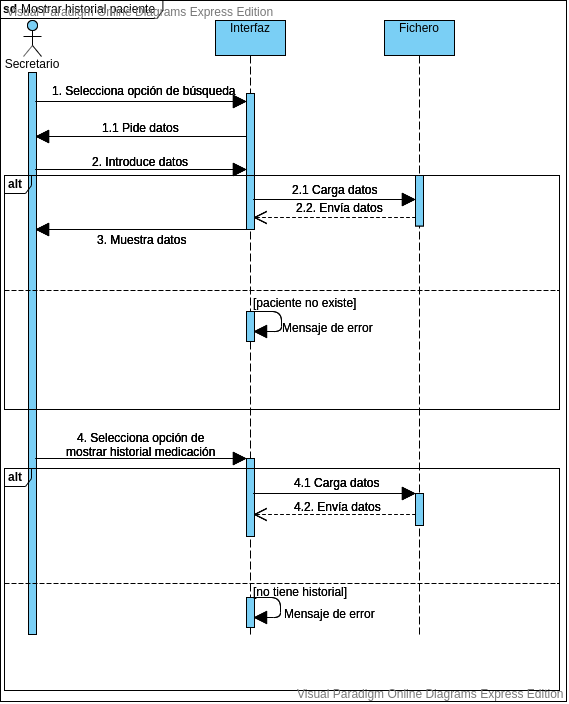 Visual Paradigm Online Diagrams Express Edition
sd Mostrar historial paciente
Interfaz
Fichero
Secretario
1. Selecciona opción de búsqueda
1.1 Pide datos
2. Introduce datos
alt
2.1 Carga datos
2.2. Envía datos
3. Muestra datos
[paciente no existe]
Mensaje de error
4. Selecciona opción de
mostrar historial medicación
alt
4.1 Carga datos
4.2. Envía datos
[no tiene historial]
Mensaje de error
Visual Paradigm Online Diagrams Express Edition